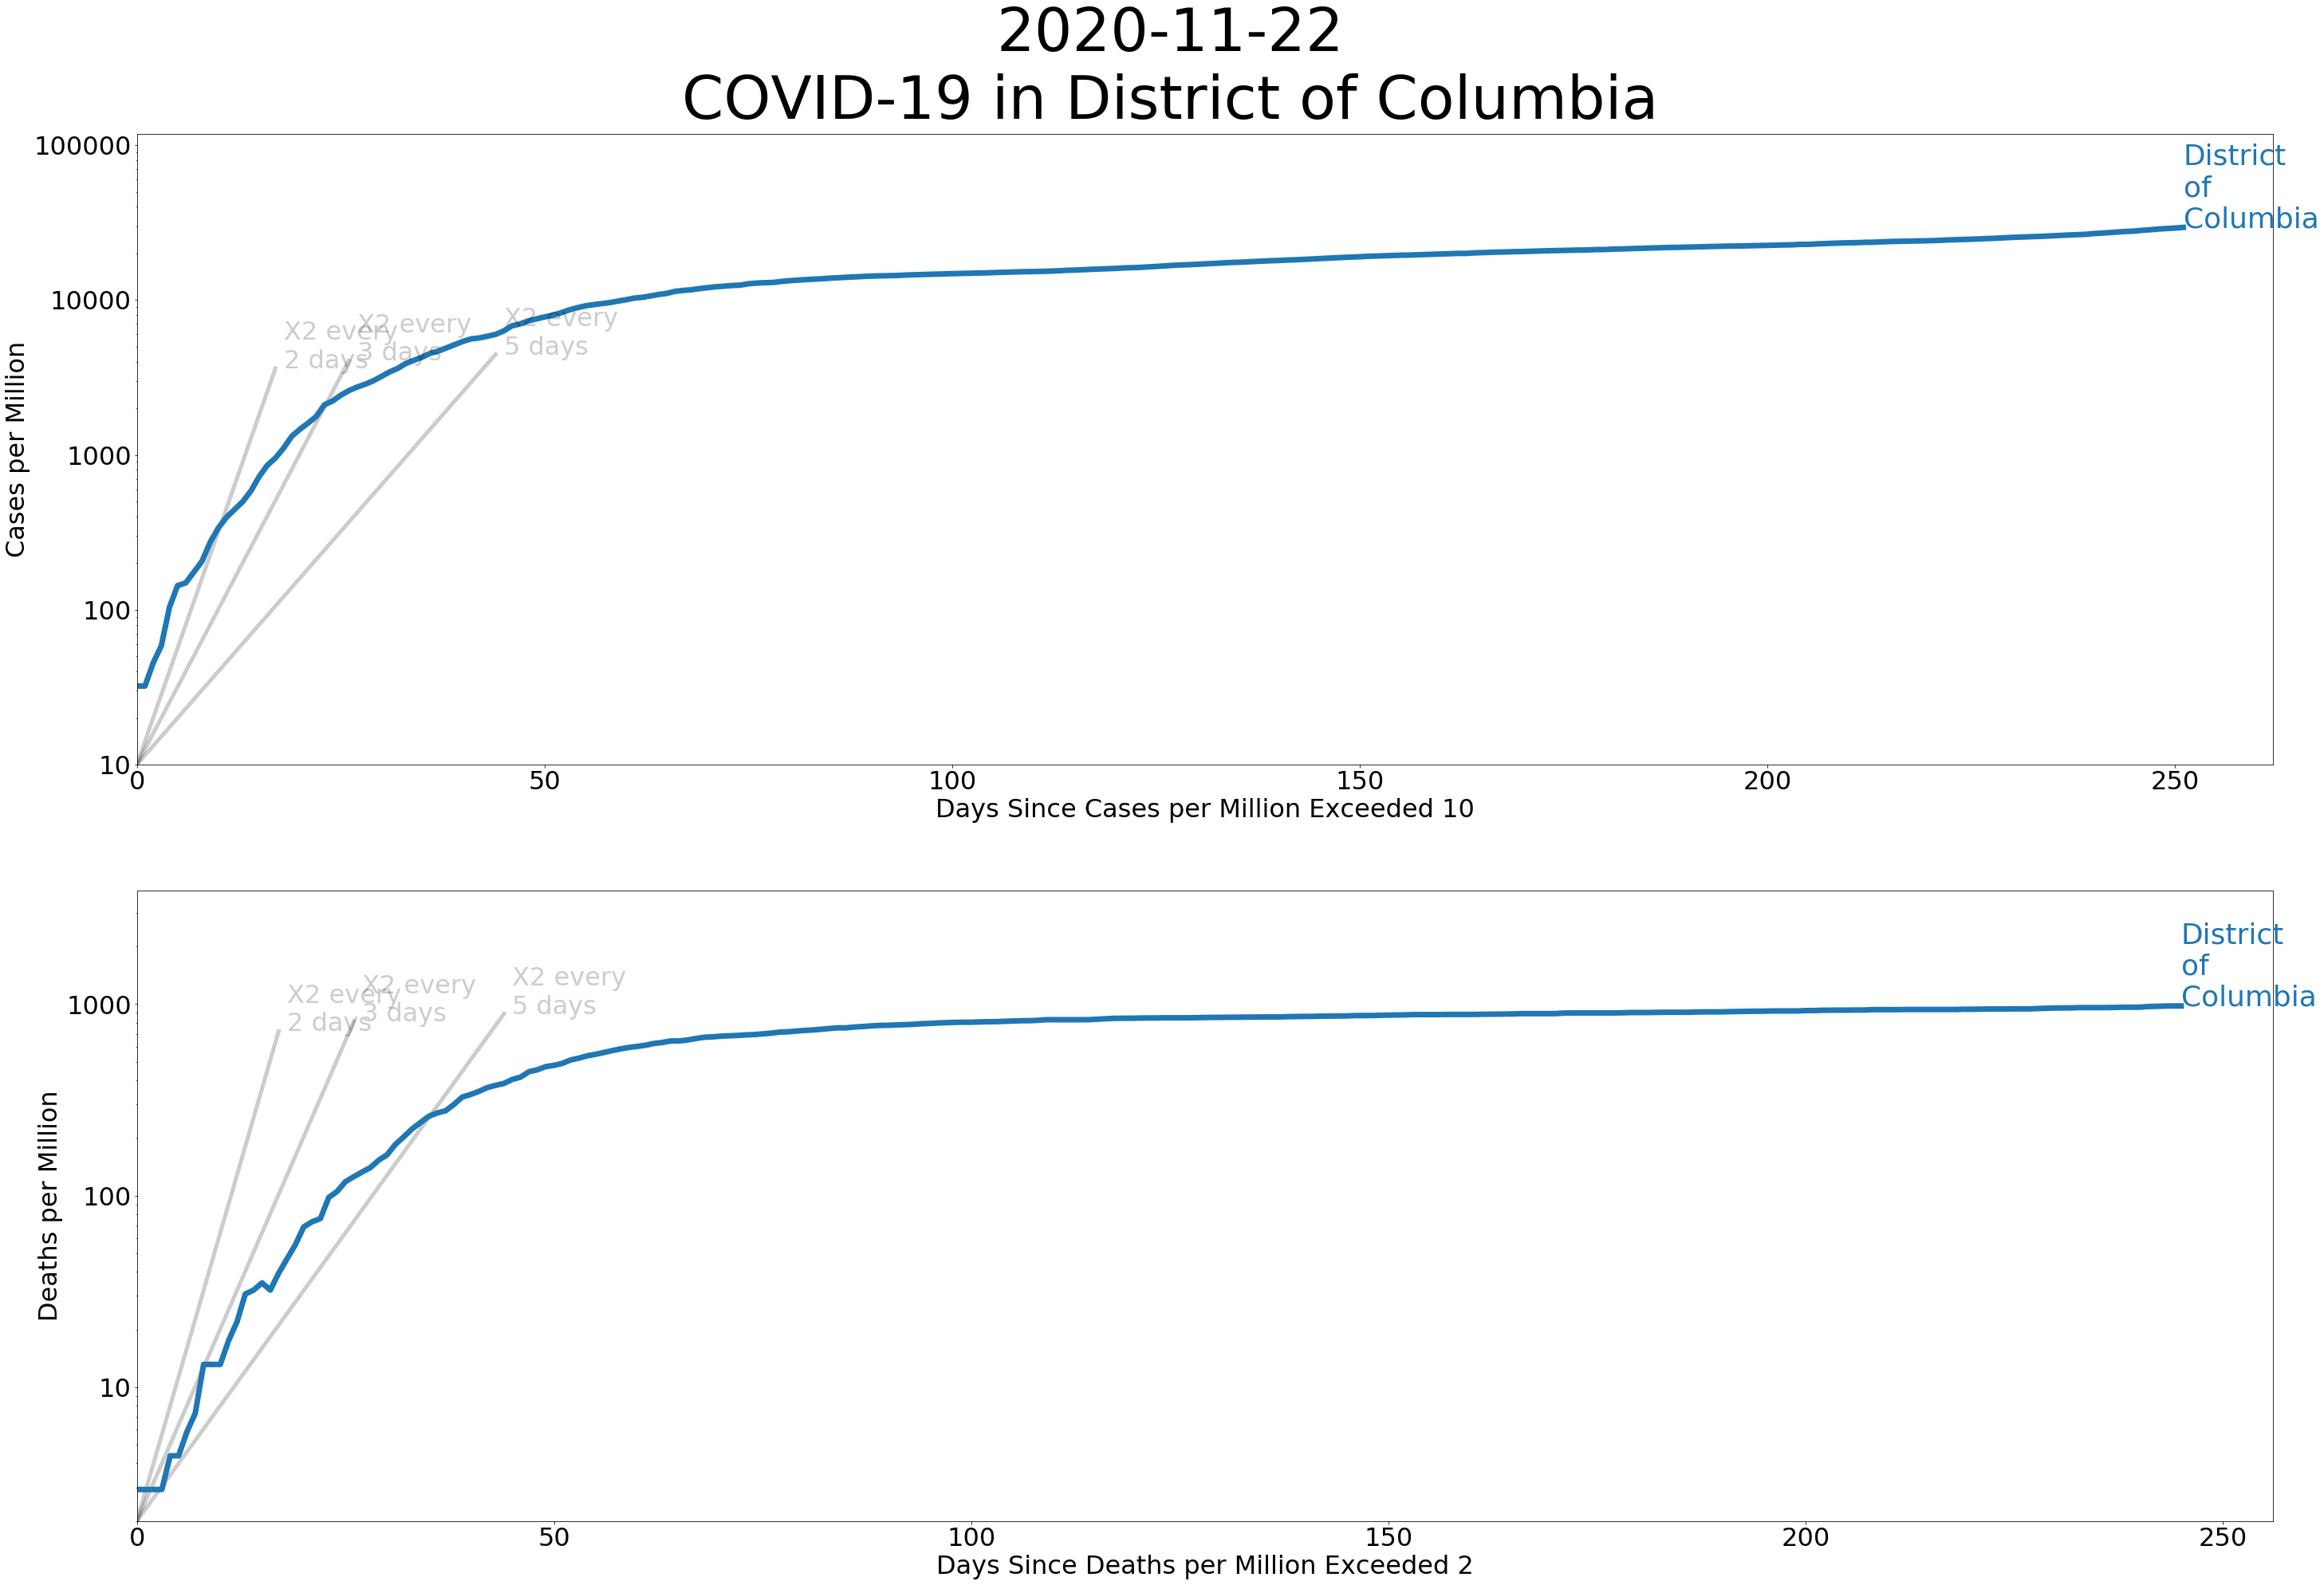 2020-11-22
COVID-19 in District of Columbia
100000
10000
1000
100
10
Cases per Million
X2 every
2 days
X2 every
3 days
X2 every
5 days
District
of
Columbia
0
50
100
150
200
250
Days Since Cases per Million Exceeded 10
1000
100
10
Deaths per Million
X2 every
2 days
X2 every
3 days
X2 every
5 days
District
of
Columbia
0
50
100
150
200
250
Days Since Deaths per Million Exceeded 2